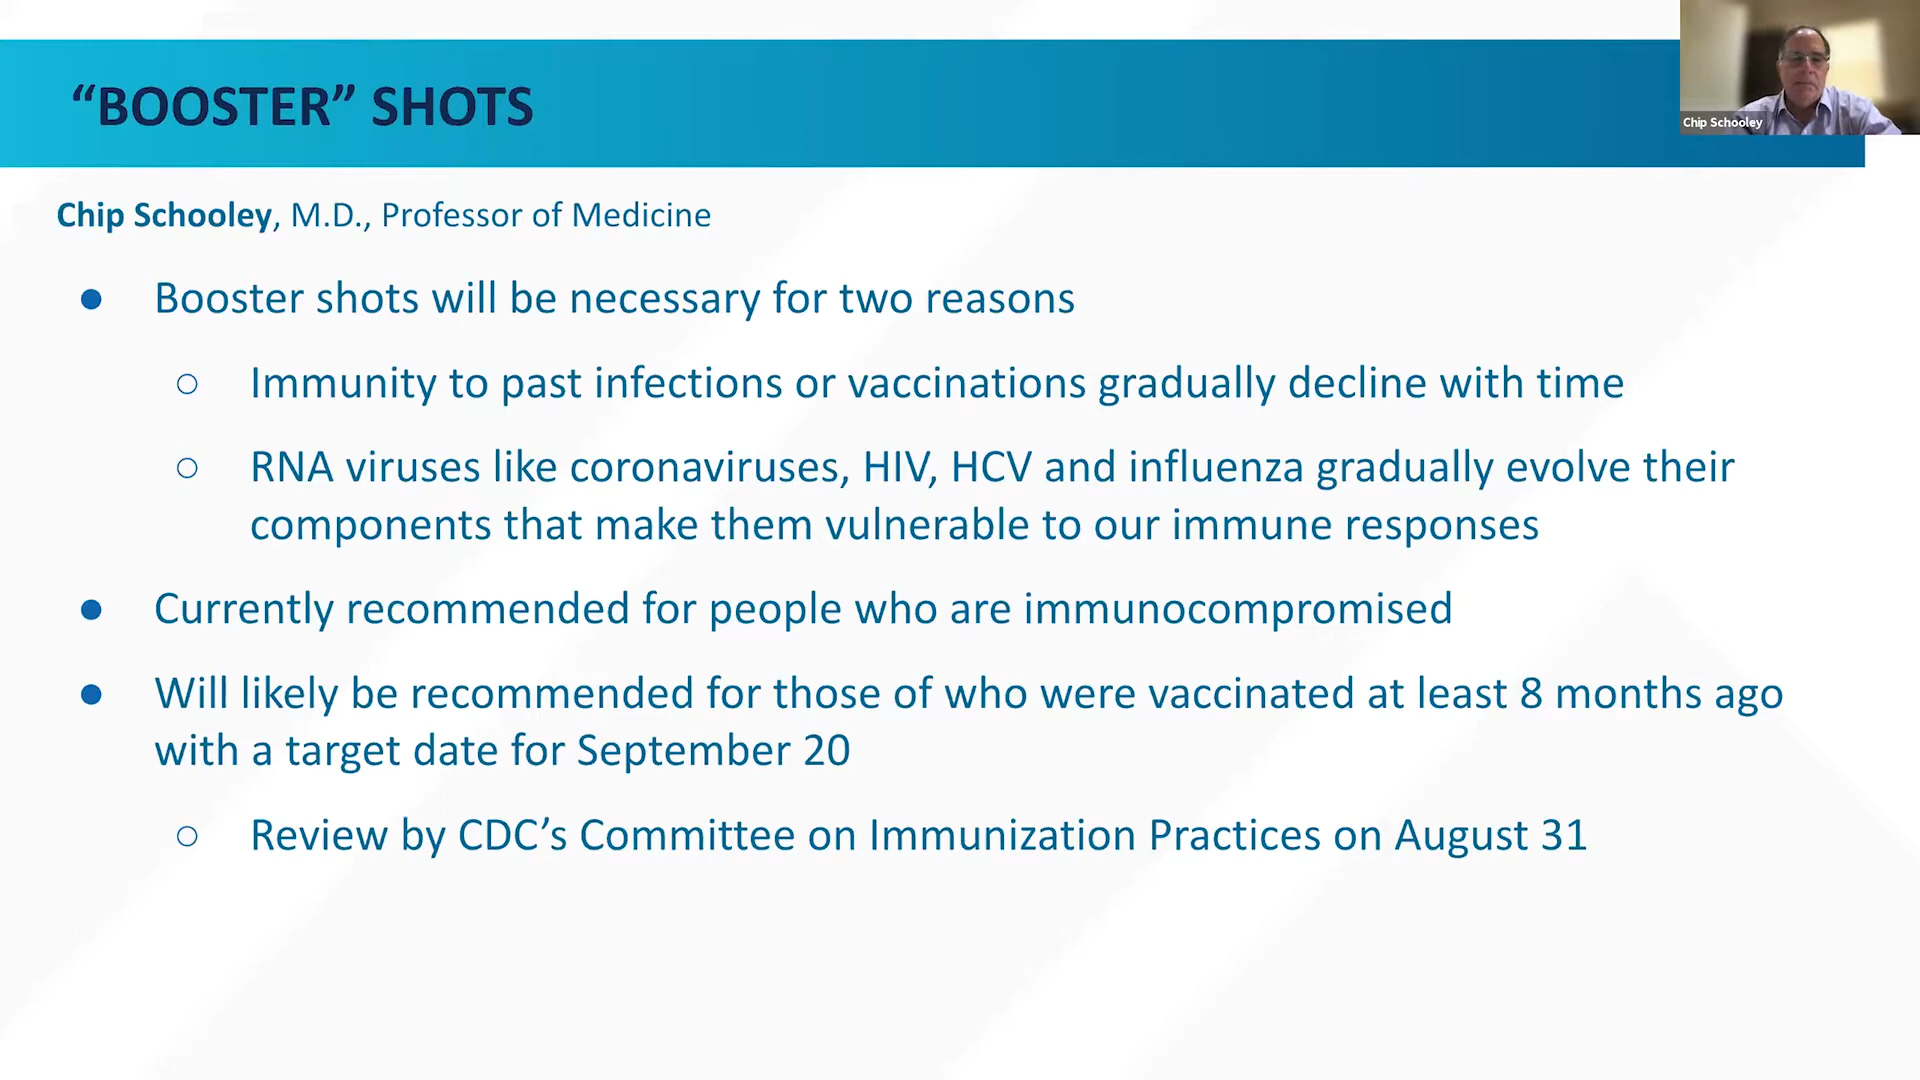 “BOOSTER” SHOTS
Chip Schooley
Chip Schooley, M.D., Professor of Medicine
● Booster shots will be necessary for two reasons
○ Immunity to past infections or vaccinations gradually decline with time
○ RNA viruses like coronaviruses, HIV, HCV and influenza gradually evolve their
components that make them vulnerable to our immune responses
● Currently recommended for people who are immunocompromised
● Will likely be recommended for those of who were vaccinated at least 8 months ago
with a target date for September 20
○ Review by CDC’s Committee on Immunization Practices on August 31